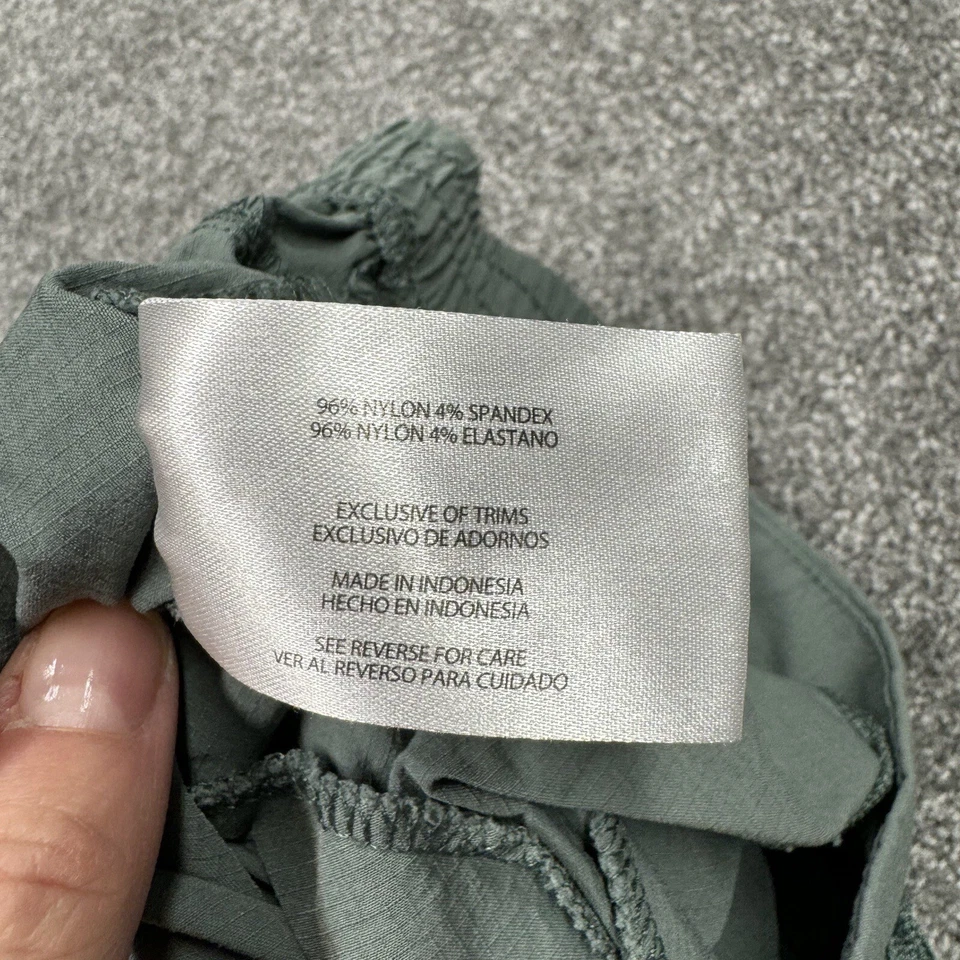 96% NYLON 4% SPANDEX
96% NYLON 4% ELASTANO
EXCLUSIVE OF TRIMS
EXCLUSIVO DE ADORNOS
MADE IN INDONESIA
HECHO EN INDONESIA
SEE REVERSE FOR CARE
VER AL REVERSO PARA CUIDADO